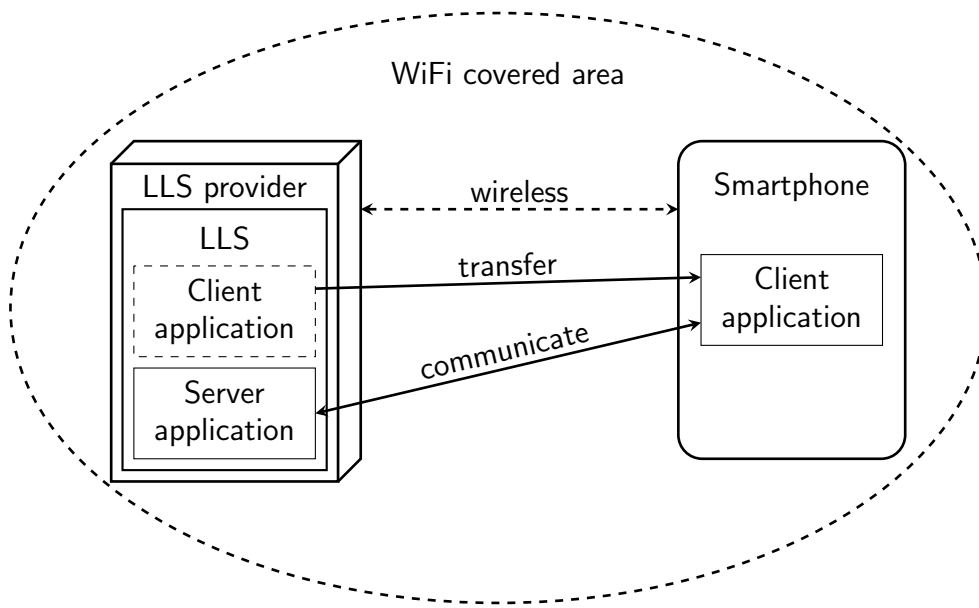 WiFi covered area
LLS provider
LLS
Client
application
Server
application
wireless
transfer
communicate
Smartphone
Client
application